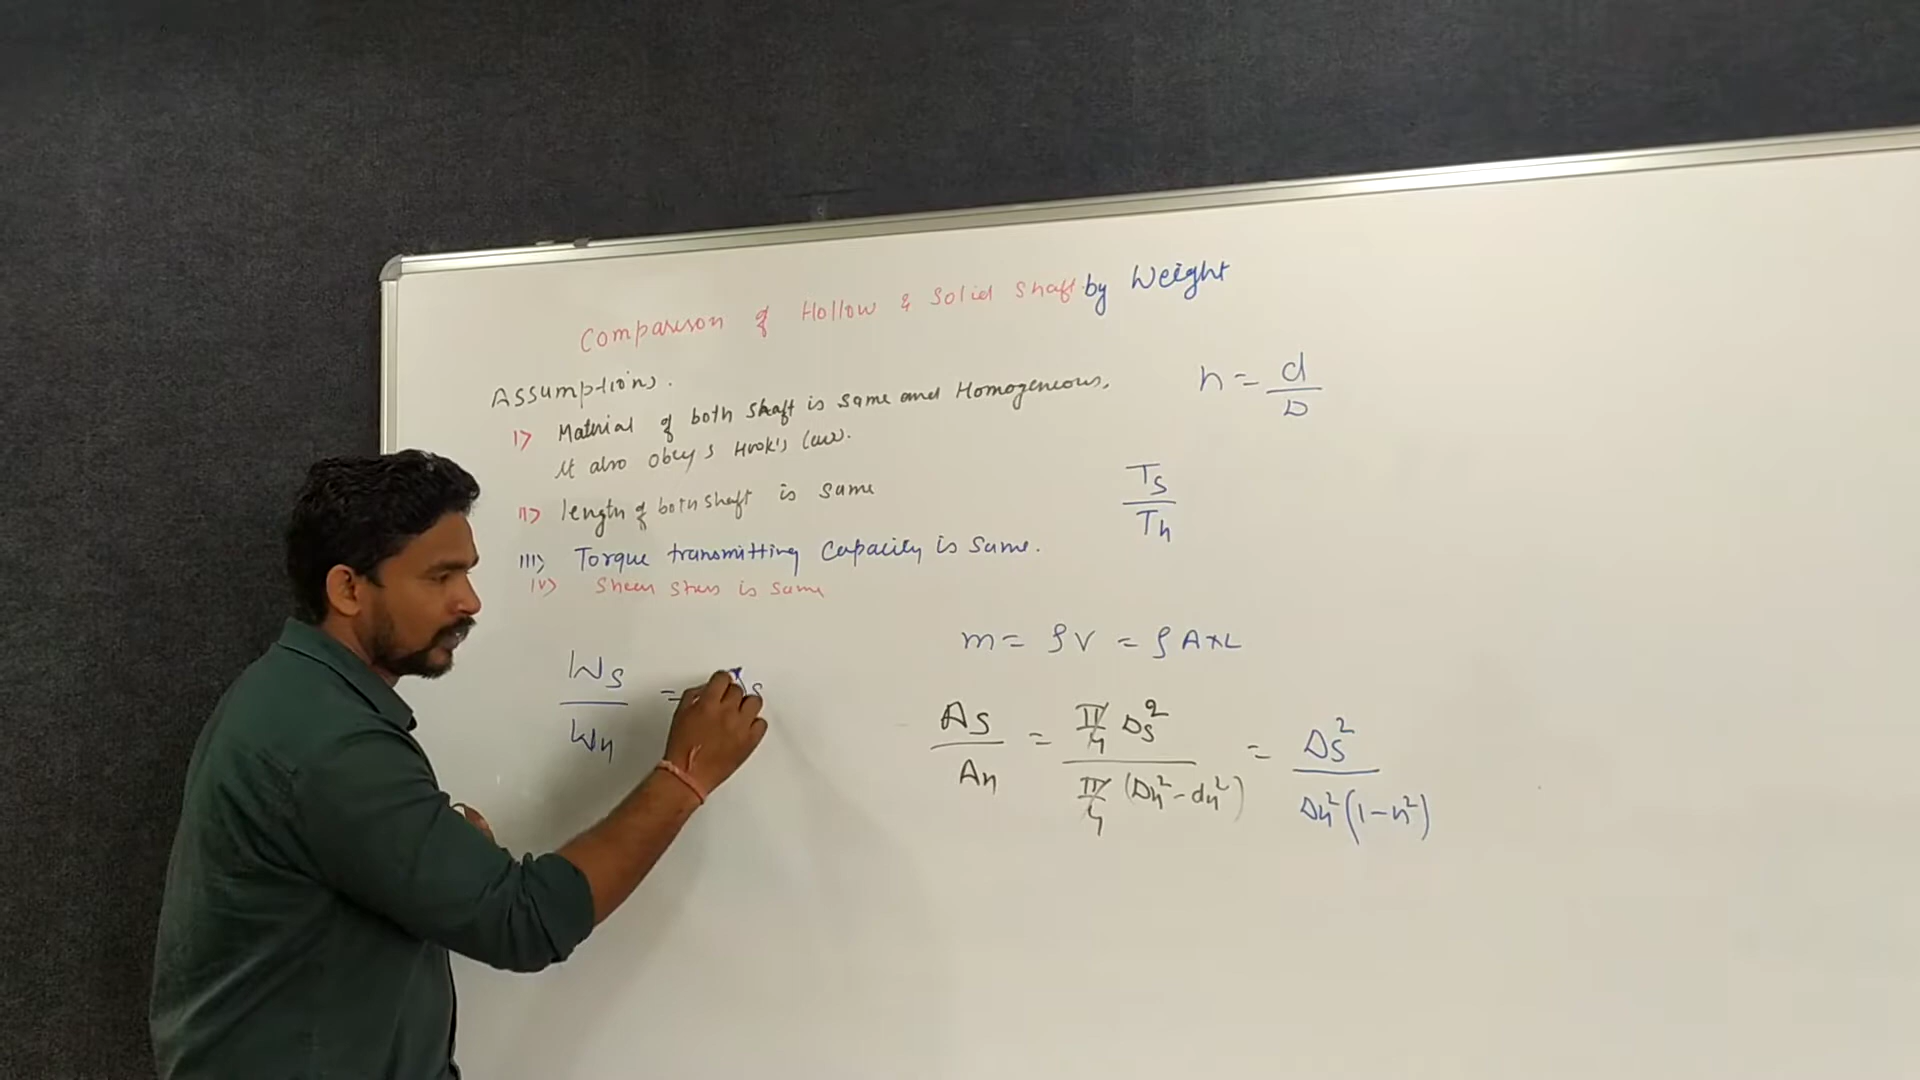 Comparison of Hollow & Solid Shaft by Weight
Assumptions.
I) Material of both shaft is same and Homogeneous,
it also obeys Hook's law.
II) length of both shaft is same
III) Torque transmitting Capacity is same.
IV) Shear stress is same
n = d/D
Ts/Th
m = ρV = ρA×L
Ws/Wh = Ds
As/Ah = π/4 Ds² / π/4 (Dh² - dh²) = Ds² / Dh²(1-n²)